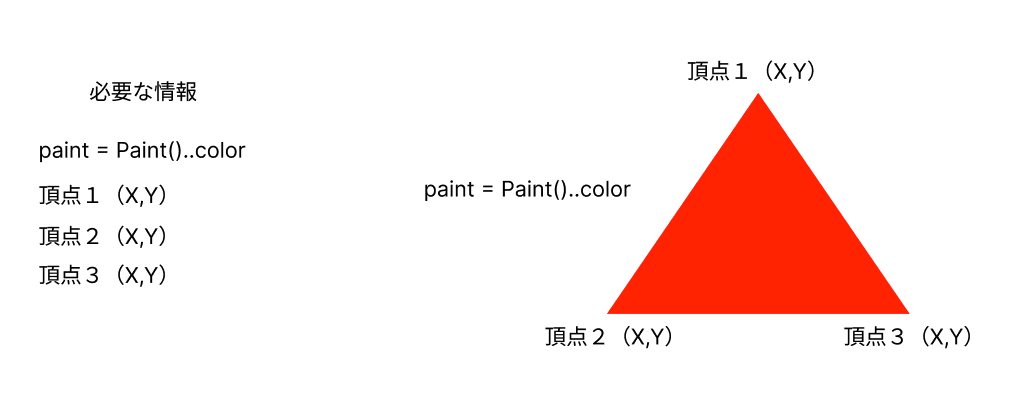 必要な情報
paint = Paint()..color
頂点１（X,Y）
頂点２（X,Y）
頂点３（X,Y）
頂点１（X,Y）
paint = Paint()..color
頂点２（X,Y）
頂点３（X,Y）